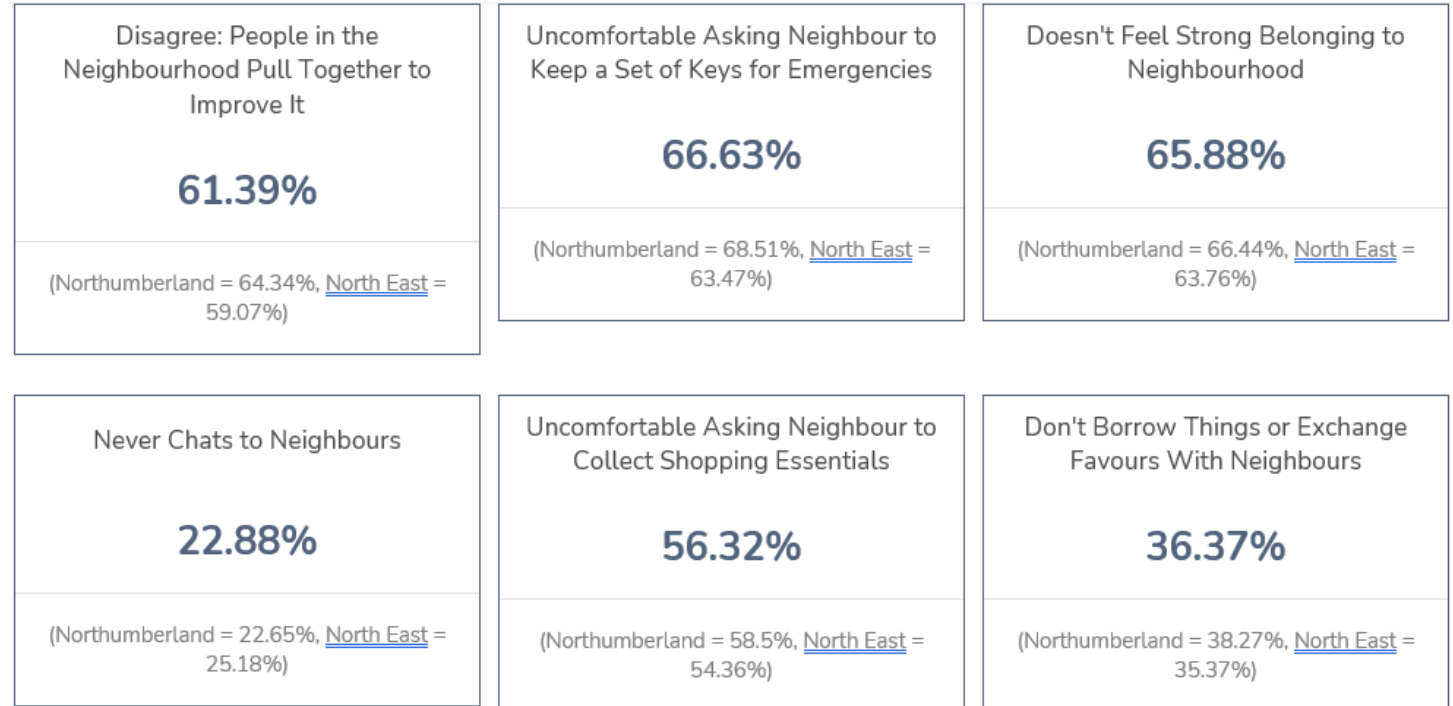 Disagree: People in the
Neighbourhood Pull Together to
Improve It
61.39%
(Northumberland = 64.34%, North East =
59.07%)
Uncomfortable Asking Neighbour to
Keep a Set of Keys for Emergencies
66.63%
(Northumberland = 68.51%, North East =
63.47%)
Doesn't Feel Strong Belonging to
Neighbourhood
65.88%
(Northumberland = 66.44%, North East =
63.76%)
Never Chats to Neighbours
22.88%
(Northumberland = 22.65%, North East =
25.18%)
Uncomfortable Asking Neighbour to
Collect Shopping Essentials
56.32%
(Northumberland = 58.5%, North East =
54.36%)
Don't Borrow Things or Exchange
Favours With Neighbours
36.37%
(Northumberland = 38.27%, North East =
35.37%)